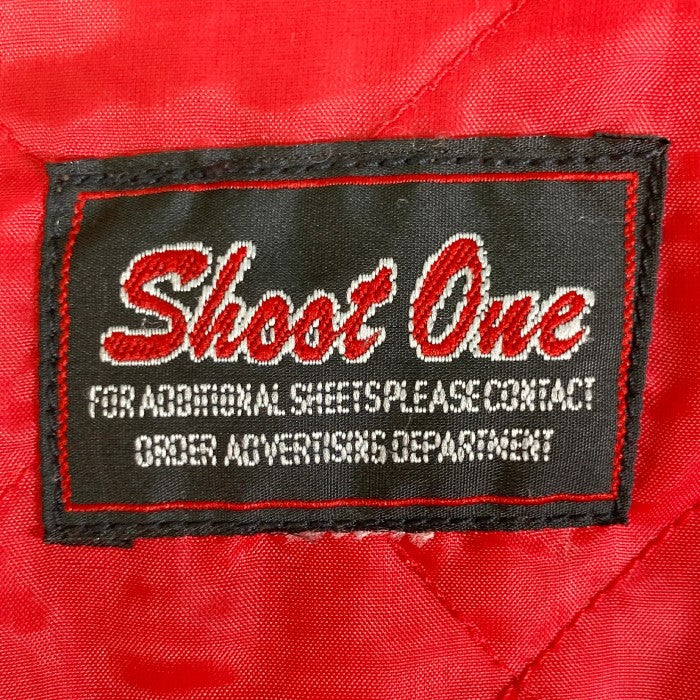 Shoot One
FOR ADDITIONAL SHEETS PLEASE CONTACT
ORDER ADVERTISING DEPARTMENT